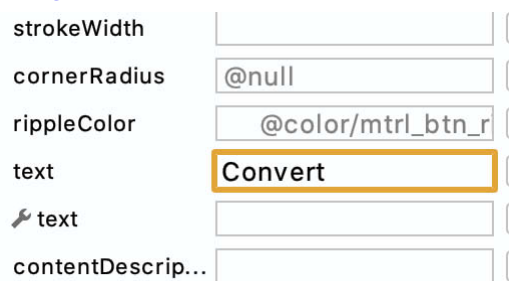 strokeWidth
cornerRadius @null
rippleColor @color/mtrl_btn_r
text Convert
text
contentDescrip...